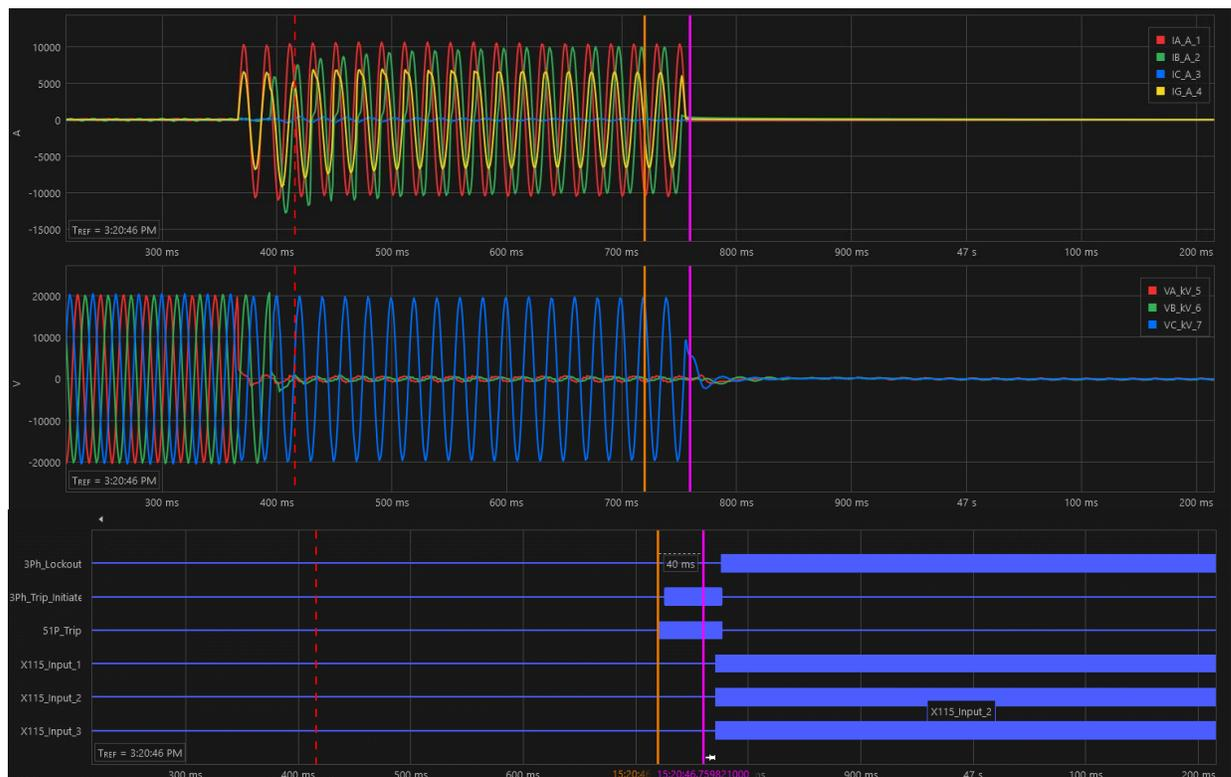 10000
5000
0
-5000
-10000
-15000
A
IA_A_1
IB_A_2
IC_A_3
IG_A_4
TREF = 3:20:46 PM
300 ms 400 ms 500 ms 600 ms 700 ms 800 ms 900 ms 47 s 100 ms 200 ms
20000
10000
0
-10000
-20000
V
VA_kV_5
VB_kV_6
VC_kV_7
TREF = 3:20:46 PM
300 ms 400 ms 500 ms 600 ms 700 ms 800 ms 900 ms 47 s 100 ms 200 ms
3Ph_Lockout
40 ms
3Ph_Trip_Initiate
51P_Trip
X115_Input_1
X115_Input_2
X115_Input_2
X115_Input_3
TREF = 3:20:46 PM
300 ms 400 ms 500 ms 600 ms 15:20:46.759821000 900 ms 47 s 100 ms 200 ms